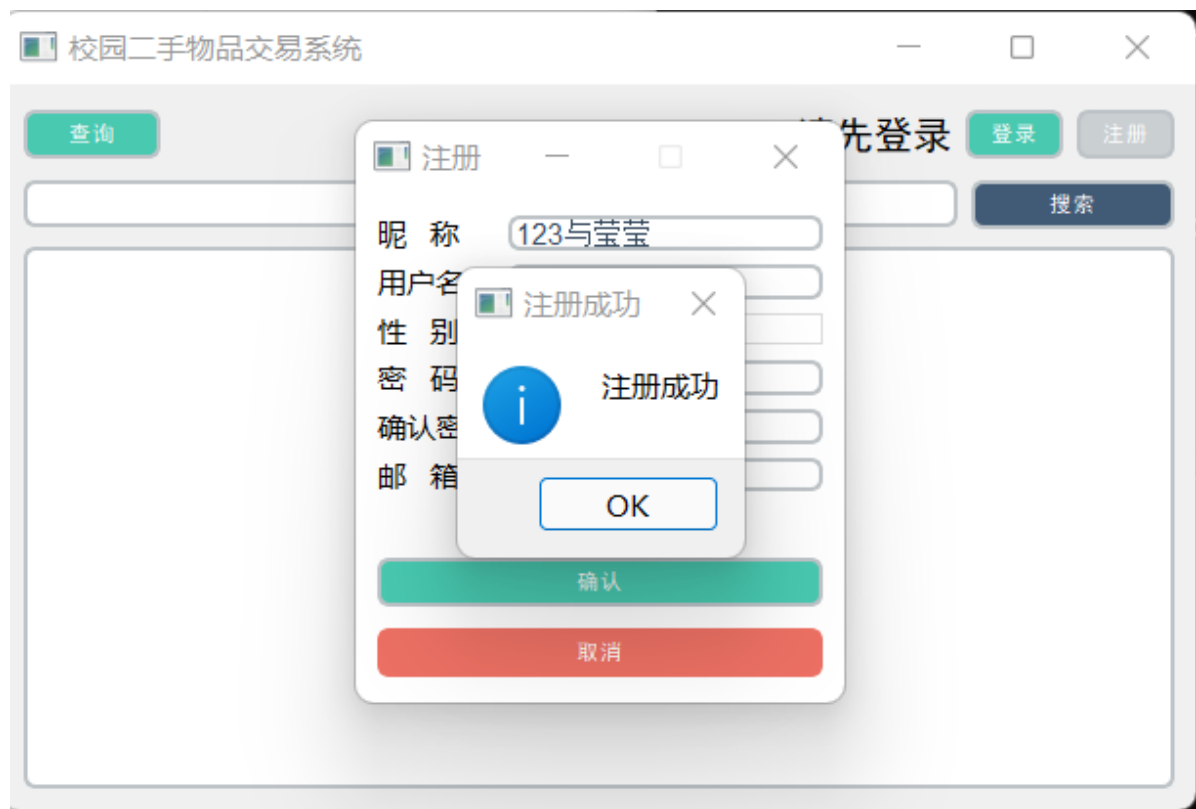 校园二手物品交易系统
查询
先登录
登录
注册
搜索
注册
昵 称
123与莹莹
用户名
性 别
密 码
确认密
邮 箱
注册成功
注册成功
OK
确认
取消